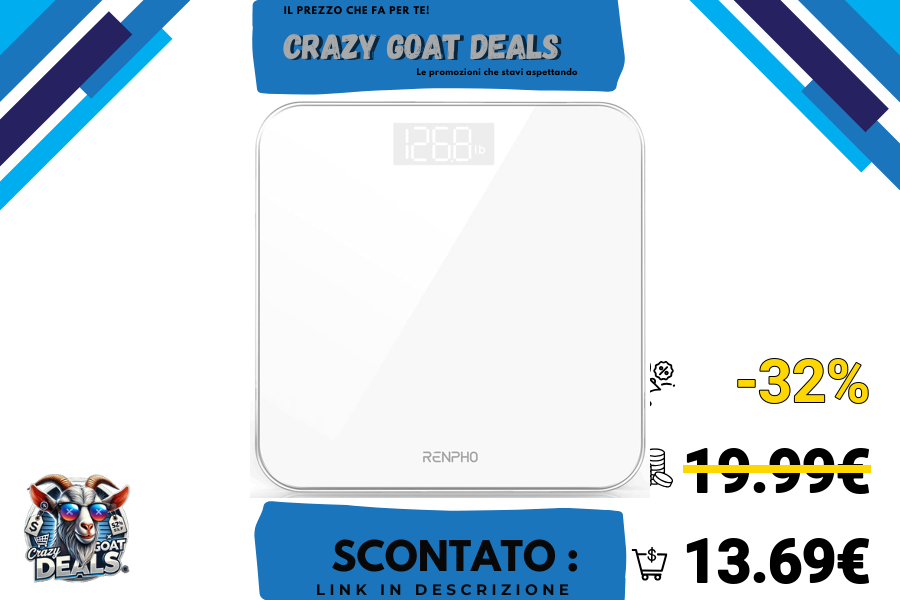 IL PREZZO CHE FA PER TE!
CRAZY GOAT DEALS
Le promozioni che stavi aspettando
126.8 lb
RENPHO
-32%
19.99€
13.69€
SCONTATO :
LINK IN DESCRIZIONE
Crazy
GOAT
DEALS